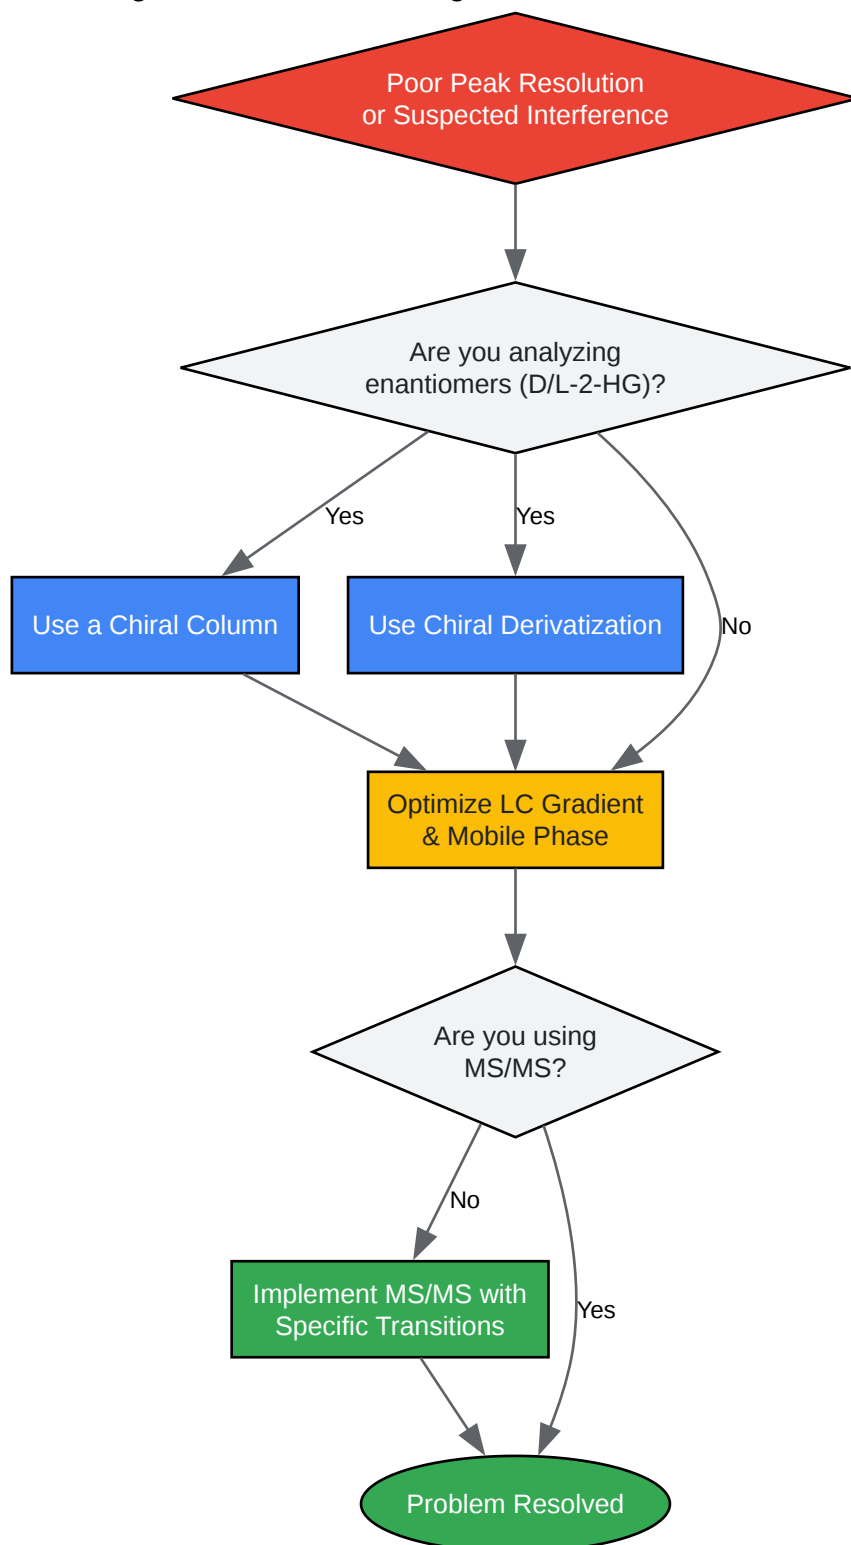 Poor Peak Resolution
or Suspected Interference
Are you analyzing
enantiomers (D/L-2-HG)?
Yes
Yes
No
Use a Chiral Column
Use Chiral Derivatization
Optimize LC Gradient
& Mobile Phase
Are you using
MS/MS?
No
Yes
Implement MS/MS with
Specific Transitions
Problem Resolved